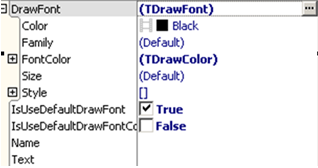 DrawFont (TDrawFont) ...
Color Black
Family (Default)
FontColor (TDrawColor)
Size (Default)
Style []
IsUseDefaultDrawFont True
IsUseDefaultDrawFontCo False
Name
Text